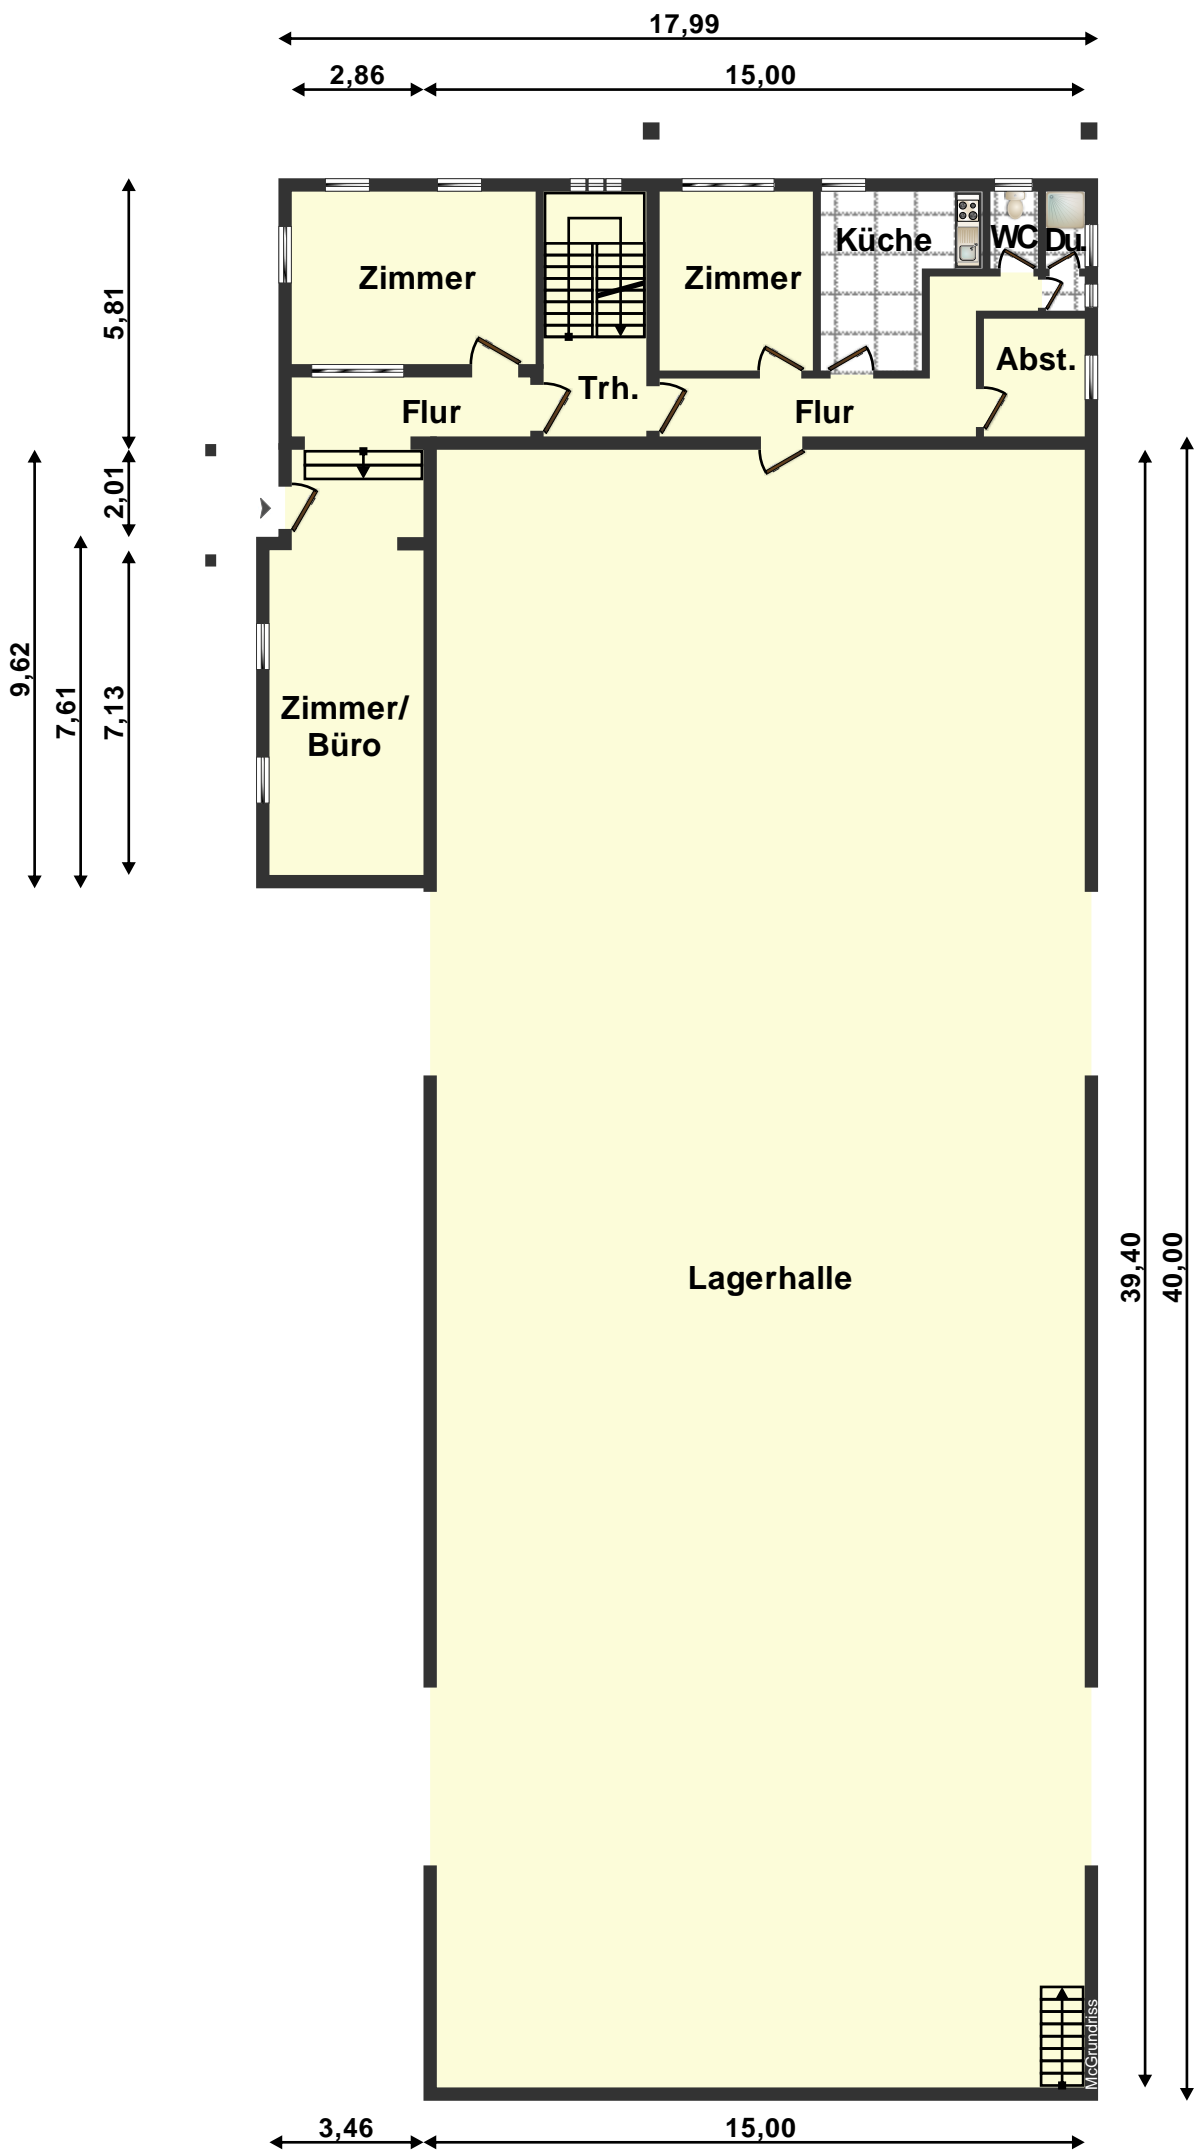 17,99
2,86
15,00
Küche
WC
Du.
Zimmer
Zimmer
5,81
Abst.
Trh.
Flur
Flur
2,01
9,62
7,61
7,13
Zimmer/
Büro
Lagerhalle
39,40
40,00
McGrundriss
3,46
15,00